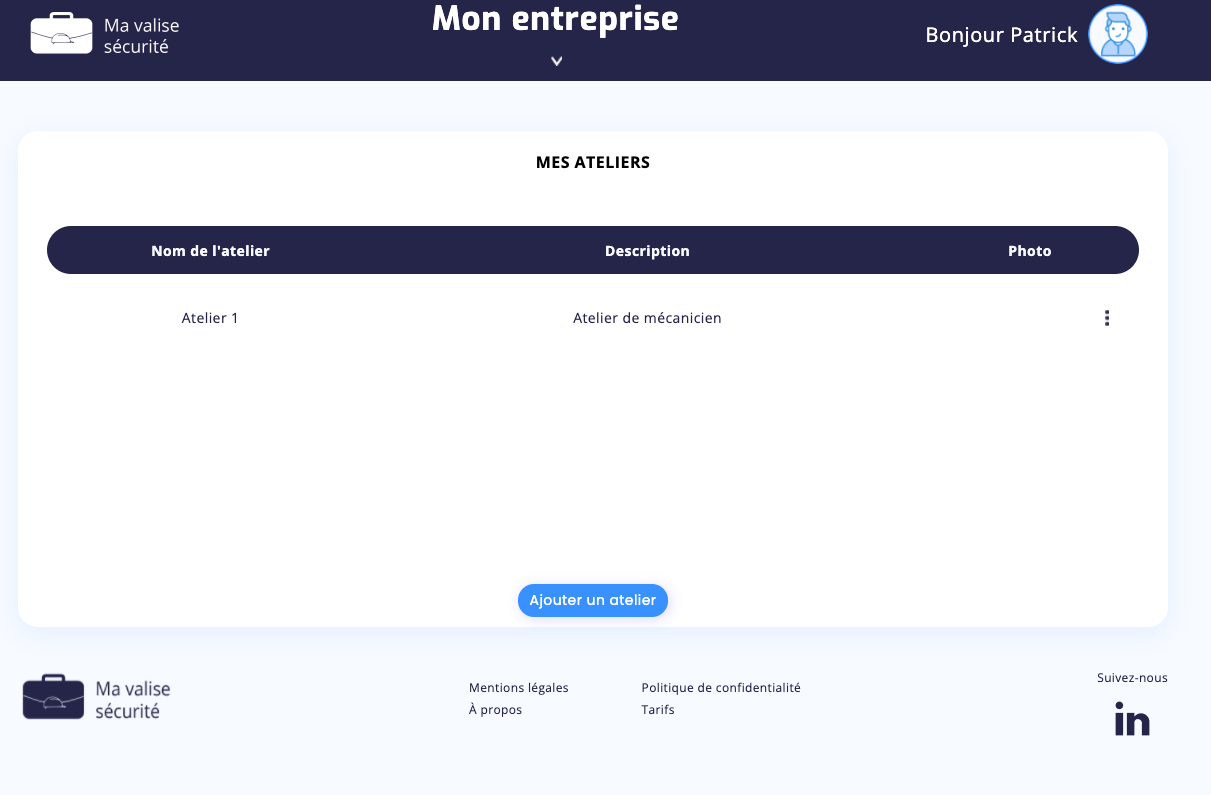 Ma valise
sécurité
Mon entreprise
Bonjour Patrick
MES ATELIERS
Nom de l'atelier Description Photo
Atelier 1 Atelier de mécanicien
Ajouter un atelier
Ma valise
sécurité
Mentions légales
À propos
Politique de confidentialité
Tarifs
Suivez-nous
in